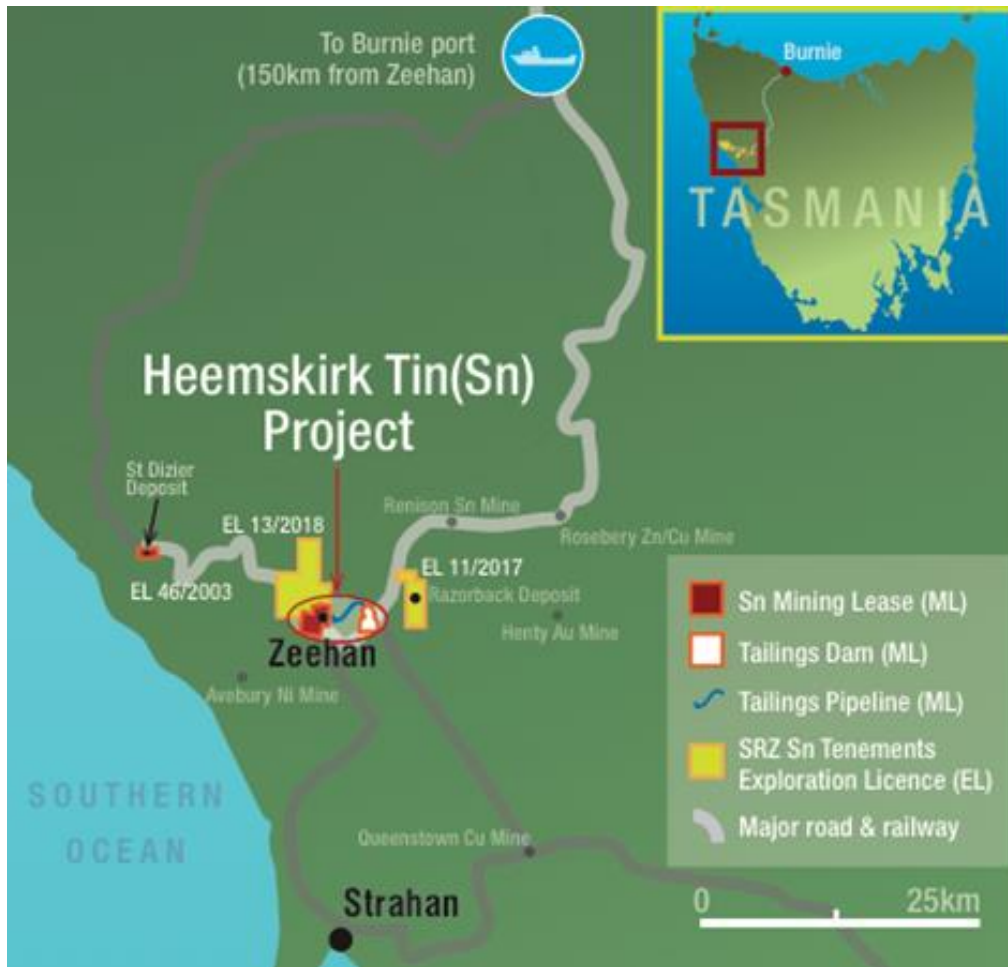 To Burnie port
(150km from Zeehan)
Burnie
TASMANIA
Heemskirk Tin(Sn)
Project
St Dizier
Deposit
EL 13/2018
Renison Sn Mine
Rosebery Zn/Cu Mine
EL 46/2003
EL 11/2017
Razorback Deposit
Henty Au Mine
Zeehan
Avebury Ni Mine
Sn Mining Lease (ML)
Tailings Dam (ML)
Tailings Pipeline (ML)
SRZ Sn Tenements
Exploration Licence (EL)
Major road & railway
SOUTHERN
OCEAN
Queenstown Cu Mine
Strahan
0 25km